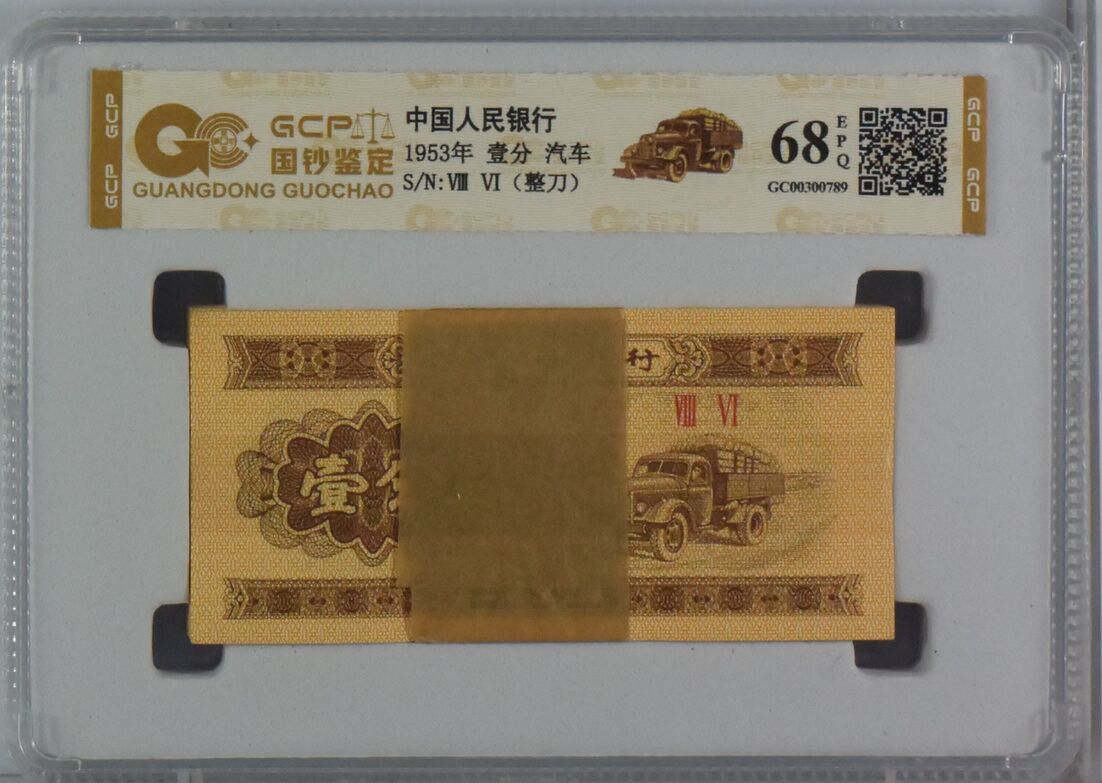 GCP
GCP
GCP
国钞鉴定
GUANGDONG GUOCHAO
中国人民银行
1953年 壹分 汽车
S/N:Ⅷ Ⅵ（整刀）
68
EPQ
GC00300789
GCP
GCP
行
Ⅷ Ⅵ
壹